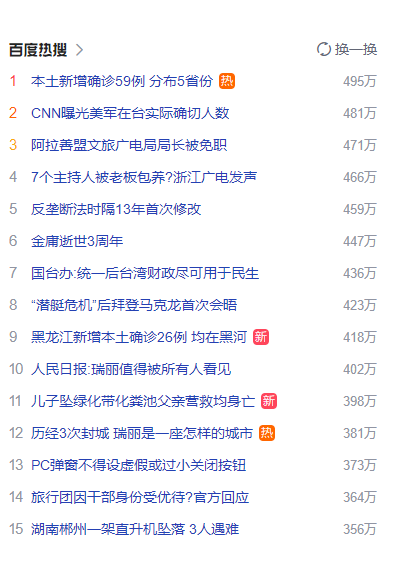 百度热搜 > 换一换
1 本土新增确诊59例 分布5省份 热 495万
2 CNN曝光美军在台实际确切人数 481万
3 阿拉善盟文旅广电局局长被免职 471万
4 7个主持人被老板包养?浙江广电发声 466万
5 反垄断法时隔13年首次修改 459万
6 金庸逝世3周年 447万
7 国台办:统一后台湾财政尽可用于民生 436万
8 “潜艇危机”后拜登马克龙首次会晤 423万
9 黑龙江新增本土确诊26例 均在黑河 新 418万
10 人民日报:瑞丽值得被所有人看见 402万
11 儿子坠绿化带化粪池父亲营救均身亡 新 398万
12 历经3次封城 瑞丽是一座怎样的城市 热 381万
13 PC弹窗不得设虚假或过小关闭按钮 373万
14 旅行团因干部身份受优待?官方回应 364万
15 湖南郴州一架直升机坠落 3人遇难 356万